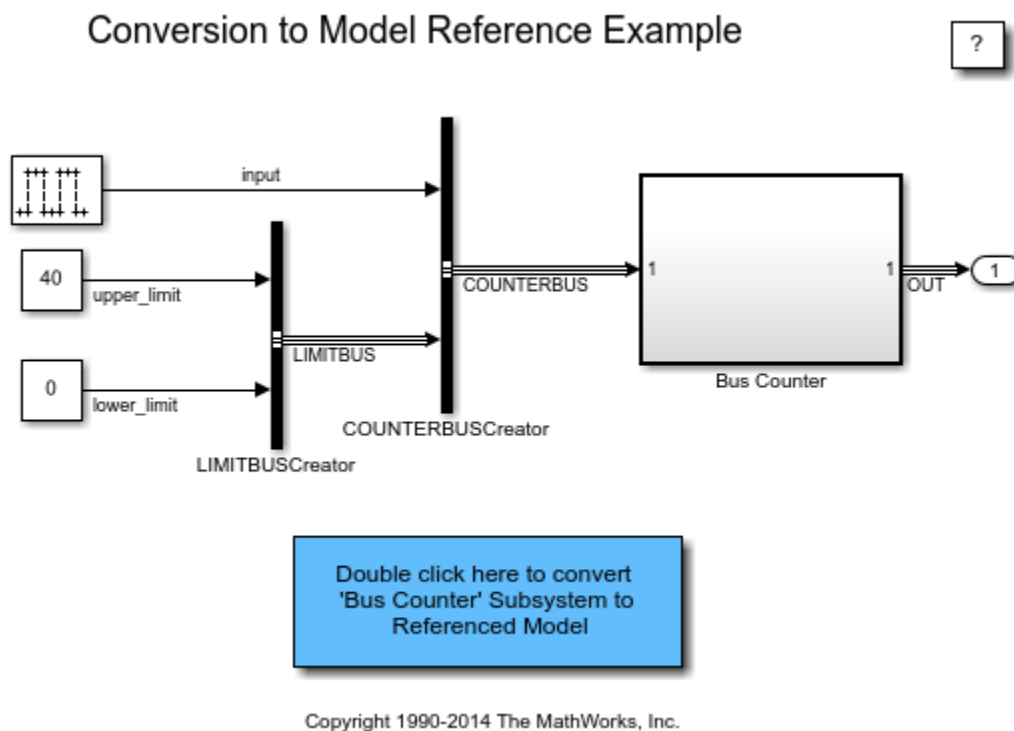 Conversion to Model Reference Example
?
input
40
upper_limit
COUNTERBUS
1
1
OUT
1
LIMITBUS
Bus Counter
0
lower_limit
COUNTERBUSCreator
LIMITBUSCreator
Double click here to convert
'Bus Counter' Subsystem to
Referenced Model
Copyright 1990-2014 The MathWorks, Inc.